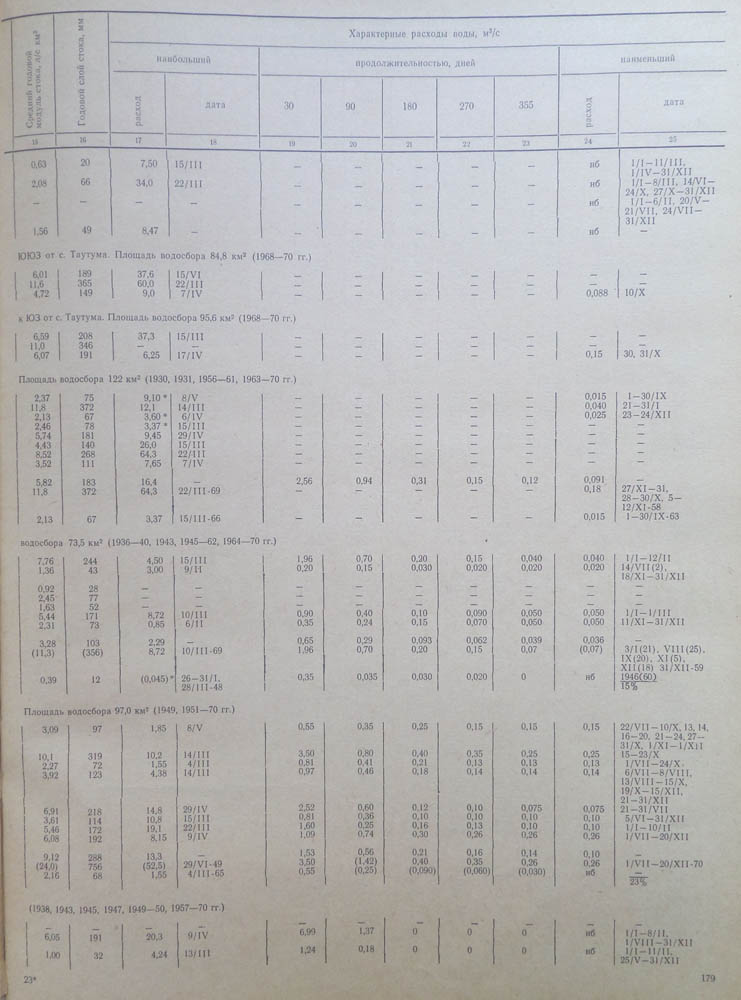 Средний годовой модуль стока, л/с км²
Годовой слой стока, мм
Характерные расходы воды, м³/с
наибольший
продолжительностью, дней
наименьший
расход
дата
30 90 180 270 355
расход
дата
15 16 17 18 19 20 21 22 23 24 25
0,63 20 7,50 15/III — — — — — нб 1/I—11/III,
1/IV—31/XII
2,08 66 34,0 22/III — — — — — нб 1/I—8/III, 14/VI—
24/X, 27/X—31/XII
— — — — — — — — — нб 1/I—6/II, 20/V—
21/VII, 24/VII—
31/XII
1,56 49 8,47 — — — — — — нб —
ЮЮЗ от с. Таутума. Площадь водосбора 84,8 км² (1968—70 гг.)
6,01 189 37,6 15/VI — — — — — — —
11,6 365 60,0 22/III — — — — — — —
4,72 149 9,0 7/IV — — — — — 0,088 10/X
к ЮЗ от с. Таутума. Площадь водосбора 95,6 км² (1968—70 гг.)
6,59 208 37,3 15/III — — — — — — —
11,0 346 — — — — — — — — —
6,07 191 6,25 17/IV — — — — — 0,15 30, 31/X
Площадь водосбора 122 км² (1930, 1931, 1956—61, 1963—70 гг.)
2,37 75 9,10 * 8/V — — — — — 0,015 1—30/IX
11,8 372 12,1 14/III — — — — — 0,040 21—31/I
2,13 67 3,60 * 6/IV — — — — — 0,025 23—24/XII
2,46 78 3,37 * 15/III — — — — — — —
5,74 181 9,45 29/IV — — — — — — —
4,43 140 26,0 15/III — — — — — — —
8,52 268 64,3 22/III — — — — — — —
3,52 111 7,65 7/IV — — — — — — —
5,82 183 16,4 — 2,56 0,94 0,31 0,15 0,12 0,091 —
11,8 372 64,3 22/III-69 — — — — — 0,18 27/XI—31,
28—30/X, 5—
12/XI-58
2,13 67 3,37 15/III-66 — — — — — 0,015 1—30/IX-63
водосбора 73,5 км² (1936—40, 1943, 1945—62, 1964—70 гг.)
7,76 244 4,50 15/III 1,96 0,70 0,20 0,15 0,040 0,040 1/I—12/II
1,36 43 3,00 9/II 0,20 0,15 0,030 0,020 0,020 0,020 14/VII(2),
18/XI—31/XII
0,92 28 — — — — — — — — —
2,45 77 — — — — — — — — —
1,63 52 — — — — — — — — —
5,44 171 8,72 10/III 0,90 0,40 0,10 0,090 0,050 0,050 1/I—1/III
2,31 73 0,85 6/II 0,35 0,24 0,15 0,070 0,050 0,050 11/XI—31/XII
3,28 103 2,29 — 0,65 0,29 0,093 0,062 0,039 0,036 —
(11,3) (356) 8,72 10/III-69 1,96 0,70 0,20 0,15 0,07 (0,07) 3/I(21), VIII(25),
IX(20), XI(5),
XII(18) 31/XII-59
0,39 12 (0,045)* 26—31/I, 0,35 0,035 0,030 0,020 0 нб 1946(60)
28/III-48 15%
Площадь водосбора 97,0 км² (1949, 1951—70 гг.)
3,09 97 1,85 8/V 0,55 0,35 0,25 0,15 0,15 0,15 22/VII—10/X, 13, 14,
16—20, 21—24, 27—
31/X, 1/XI—1/XII
10,1 319 10,2 14/III 3,50 0,80 0,40 0,35 0,25 0,25 15—23/X
2,27 72 1,55 4/III 0,81 0,41 0,21 0,13 0,13 0,13 1/VII—24/X
3,92 123 4,38 14/III 0,97 0,46 0,18 0,14 0,14 0,14 6/VII—8/VIII,
13/VIII—15/X,
19/X—15/XII,
21—31/XII
6,91 218 14,8 29/IV 2,52 0,60 0,12 0,10 0,075 0,075 21—31/VII
3,61 114 10,8 15/III 0,81 0,36 0,10 0,10 0,10 0,10 5/VI—31/XII
5,46 172 19,1 22/III 1,60 0,25 0,16 0,13 0,10 0,10 1/I—10/II
6,08 192 8,15 9/IV 1,09 0,74 0,30 0,26 0,26 0,26 1/VII—20/XII
9,12 288 13,3 — 1,53 0,56 0,21 0,16 0,14 0,10 —
(24,0) 756 (52,5) 29/VI-49 3,50 (1,42) 0,40 0,35 0,26 0,26 1/VII—20/XII-70
2,16 68 1,55 4/III-65 0,55 (0,25) (0,090) (0,060) (0,030) нб —
23%
(1938, 1943, 1945, 1947, 1949—50, 1957—70 гг.)
— — — — — — — — — — —
6,05 191 20,3 9/IV 6,99 1,37 0 0 0 нб 1/I—8/II,
1/VIII—31/XII
1,00 32 4,24 13/III 1,24 0,18 0 0 0 нб 1/I—11/II,
25/V—31/XII
23*
179